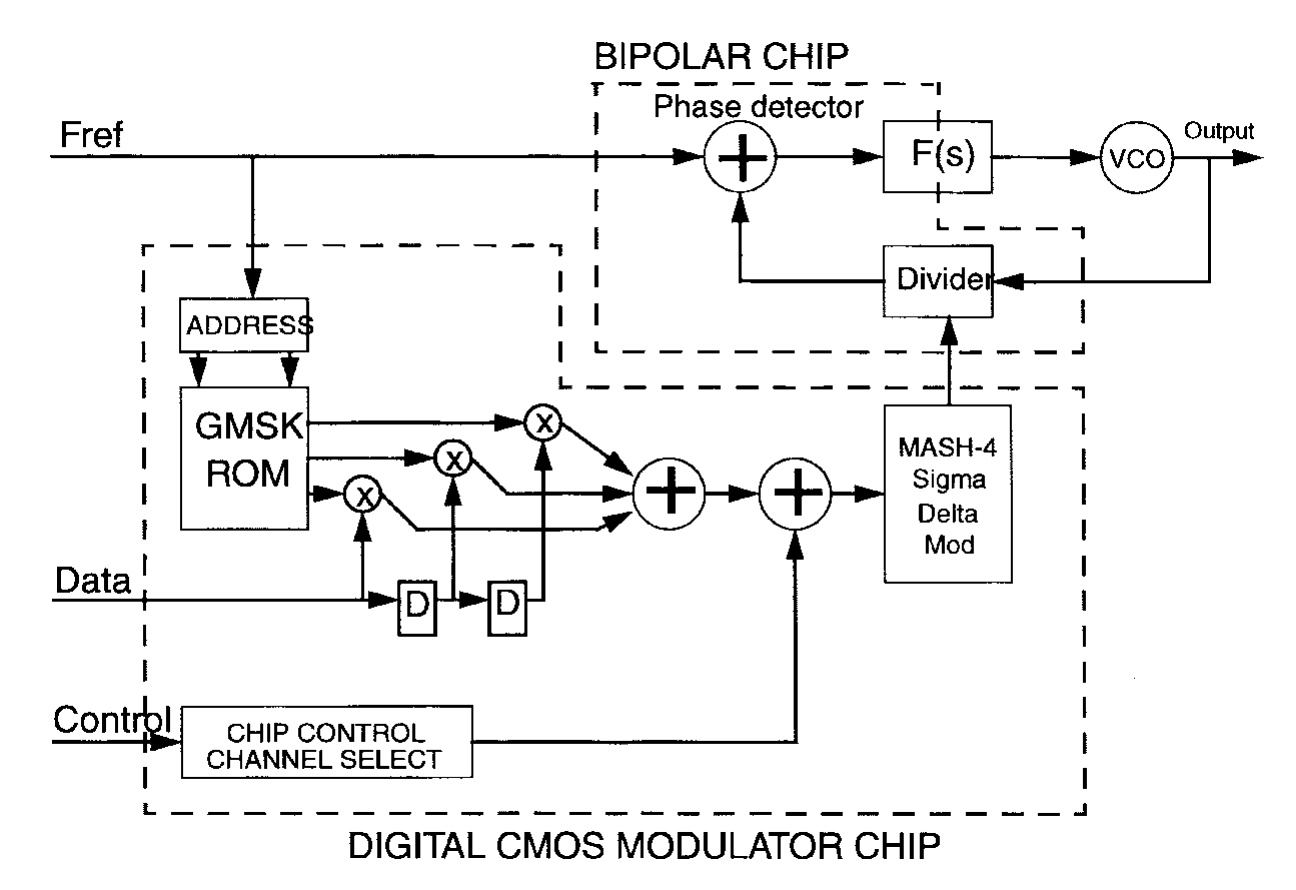 BIPOLAR CHIP
Phase detector
Fref
+
F(s)
VCO
Output
Divider
ADDRESS
GMSK
ROM
X
X
X
+
+
MASH-4
Sigma
Delta
Mod
Data
D
D
Control
CHIP CONTROL
CHANNEL SELECT
DIGITAL CMOS MODULATOR CHIP